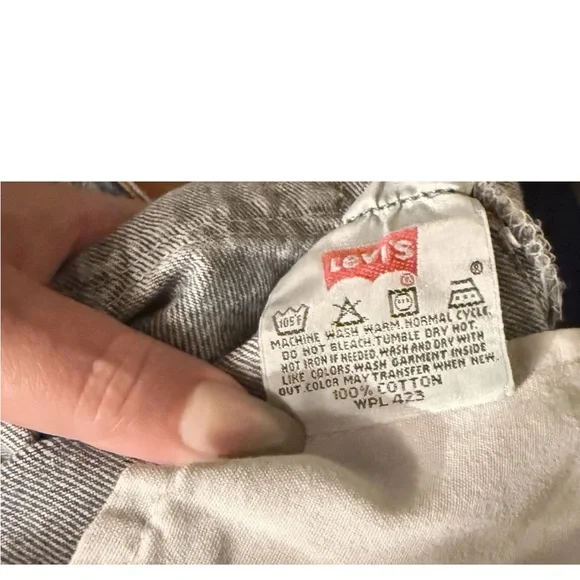 Levi's
®
®
105°F
MACHINE WASH WARM.NORMAL CYCLE.
DO NOT BLEACH.TUMBLE DRY HOT.
HOT IRON IF NEEDED.WASH AND DRY WITH
LIKE COLORS.WASH GARMENT INSIDE
OUT.COLOR MAY TRANSFER WHEN NEW.
100% COTTON
WPL 423